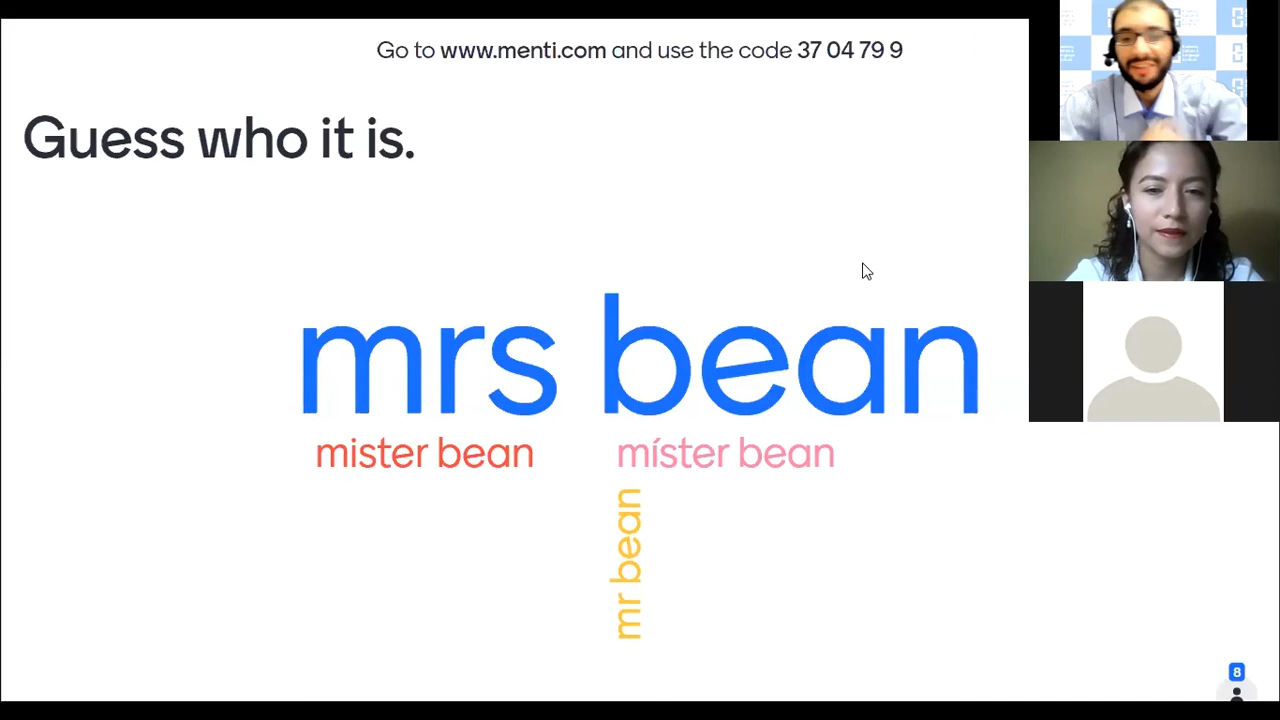 Go to www.menti.com and use the code 37 04 79 9
Guess who it is.
mrs bean
mister bean
míster bean
mr bean
8